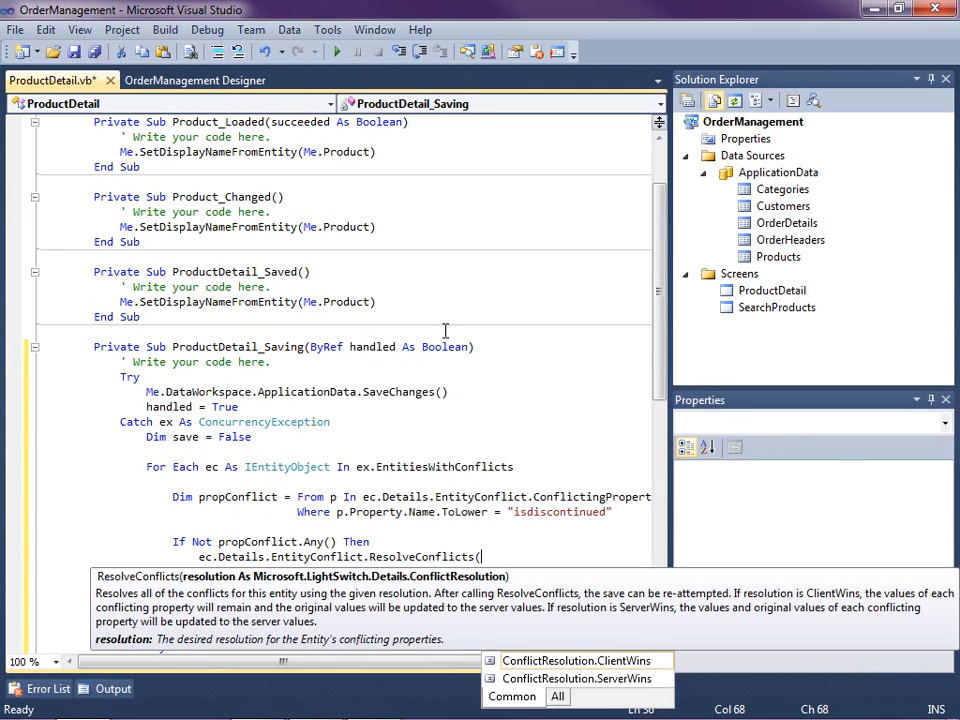 OrderManagement - Microsoft Visual Studio
File Edit View Project Build Debug Team Data Tools Window Help
ProductDetail.vb* OrderManagement Designer
ProductDetail ProductDetail_Saving
Private Sub Product_Loaded(succeeded As Boolean)
' Write your code here.
Me.SetDisplayNameFromEntity(Me.Product)
End Sub
Private Sub Product_Changed()
' Write your code here.
Me.SetDisplayNameFromEntity(Me.Product)
End Sub
Private Sub ProductDetail_Saved()
' Write your code here.
Me.SetDisplayNameFromEntity(Me.Product)
End Sub
Private Sub ProductDetail_Saving(ByRef handled As Boolean)
' Write your code here.
Try
Me.DataWorkspace.ApplicationData.SaveChanges()
handled = True
Catch ex As ConcurrencyException
Dim save = False
For Each ec As IEntityObject In ex.EntitiesWithConflicts
Dim propConflict = From p In ec.Details.EntityConflict.ConflictingPropert
Where p.Property.Name.ToLower = "isdiscontinued"
If Not propConflict.Any() Then
ec.Details.EntityConflict.ResolveConflicts(
ResolveConflicts(resolution As Microsoft.LightSwitch.Details.ConflictResolution)
Resolves all of the conflicts for this entity using the given resolution. After calling ResolveConflicts, the save can be re-attempted. If resolution is ClientWins, the values of each
conflicting property will remain and the original values will be updated to the server values. If resolution is ServerWins, the values and original values of each conflicting
property will be updated to the server values.
resolution: The desired resolution for the Entity's conflicting properties.
ConflictResolution.ClientWins
ConflictResolution.ServerWins
Common All
100 %
Error List Output
Ready Col 68 Ch 68 INS
Solution Explorer
OrderManagement
Properties
Data Sources
ApplicationData
Categories
Customers
OrderDetails
OrderHeaders
Products
Screens
ProductDetail
SearchProducts
Properties